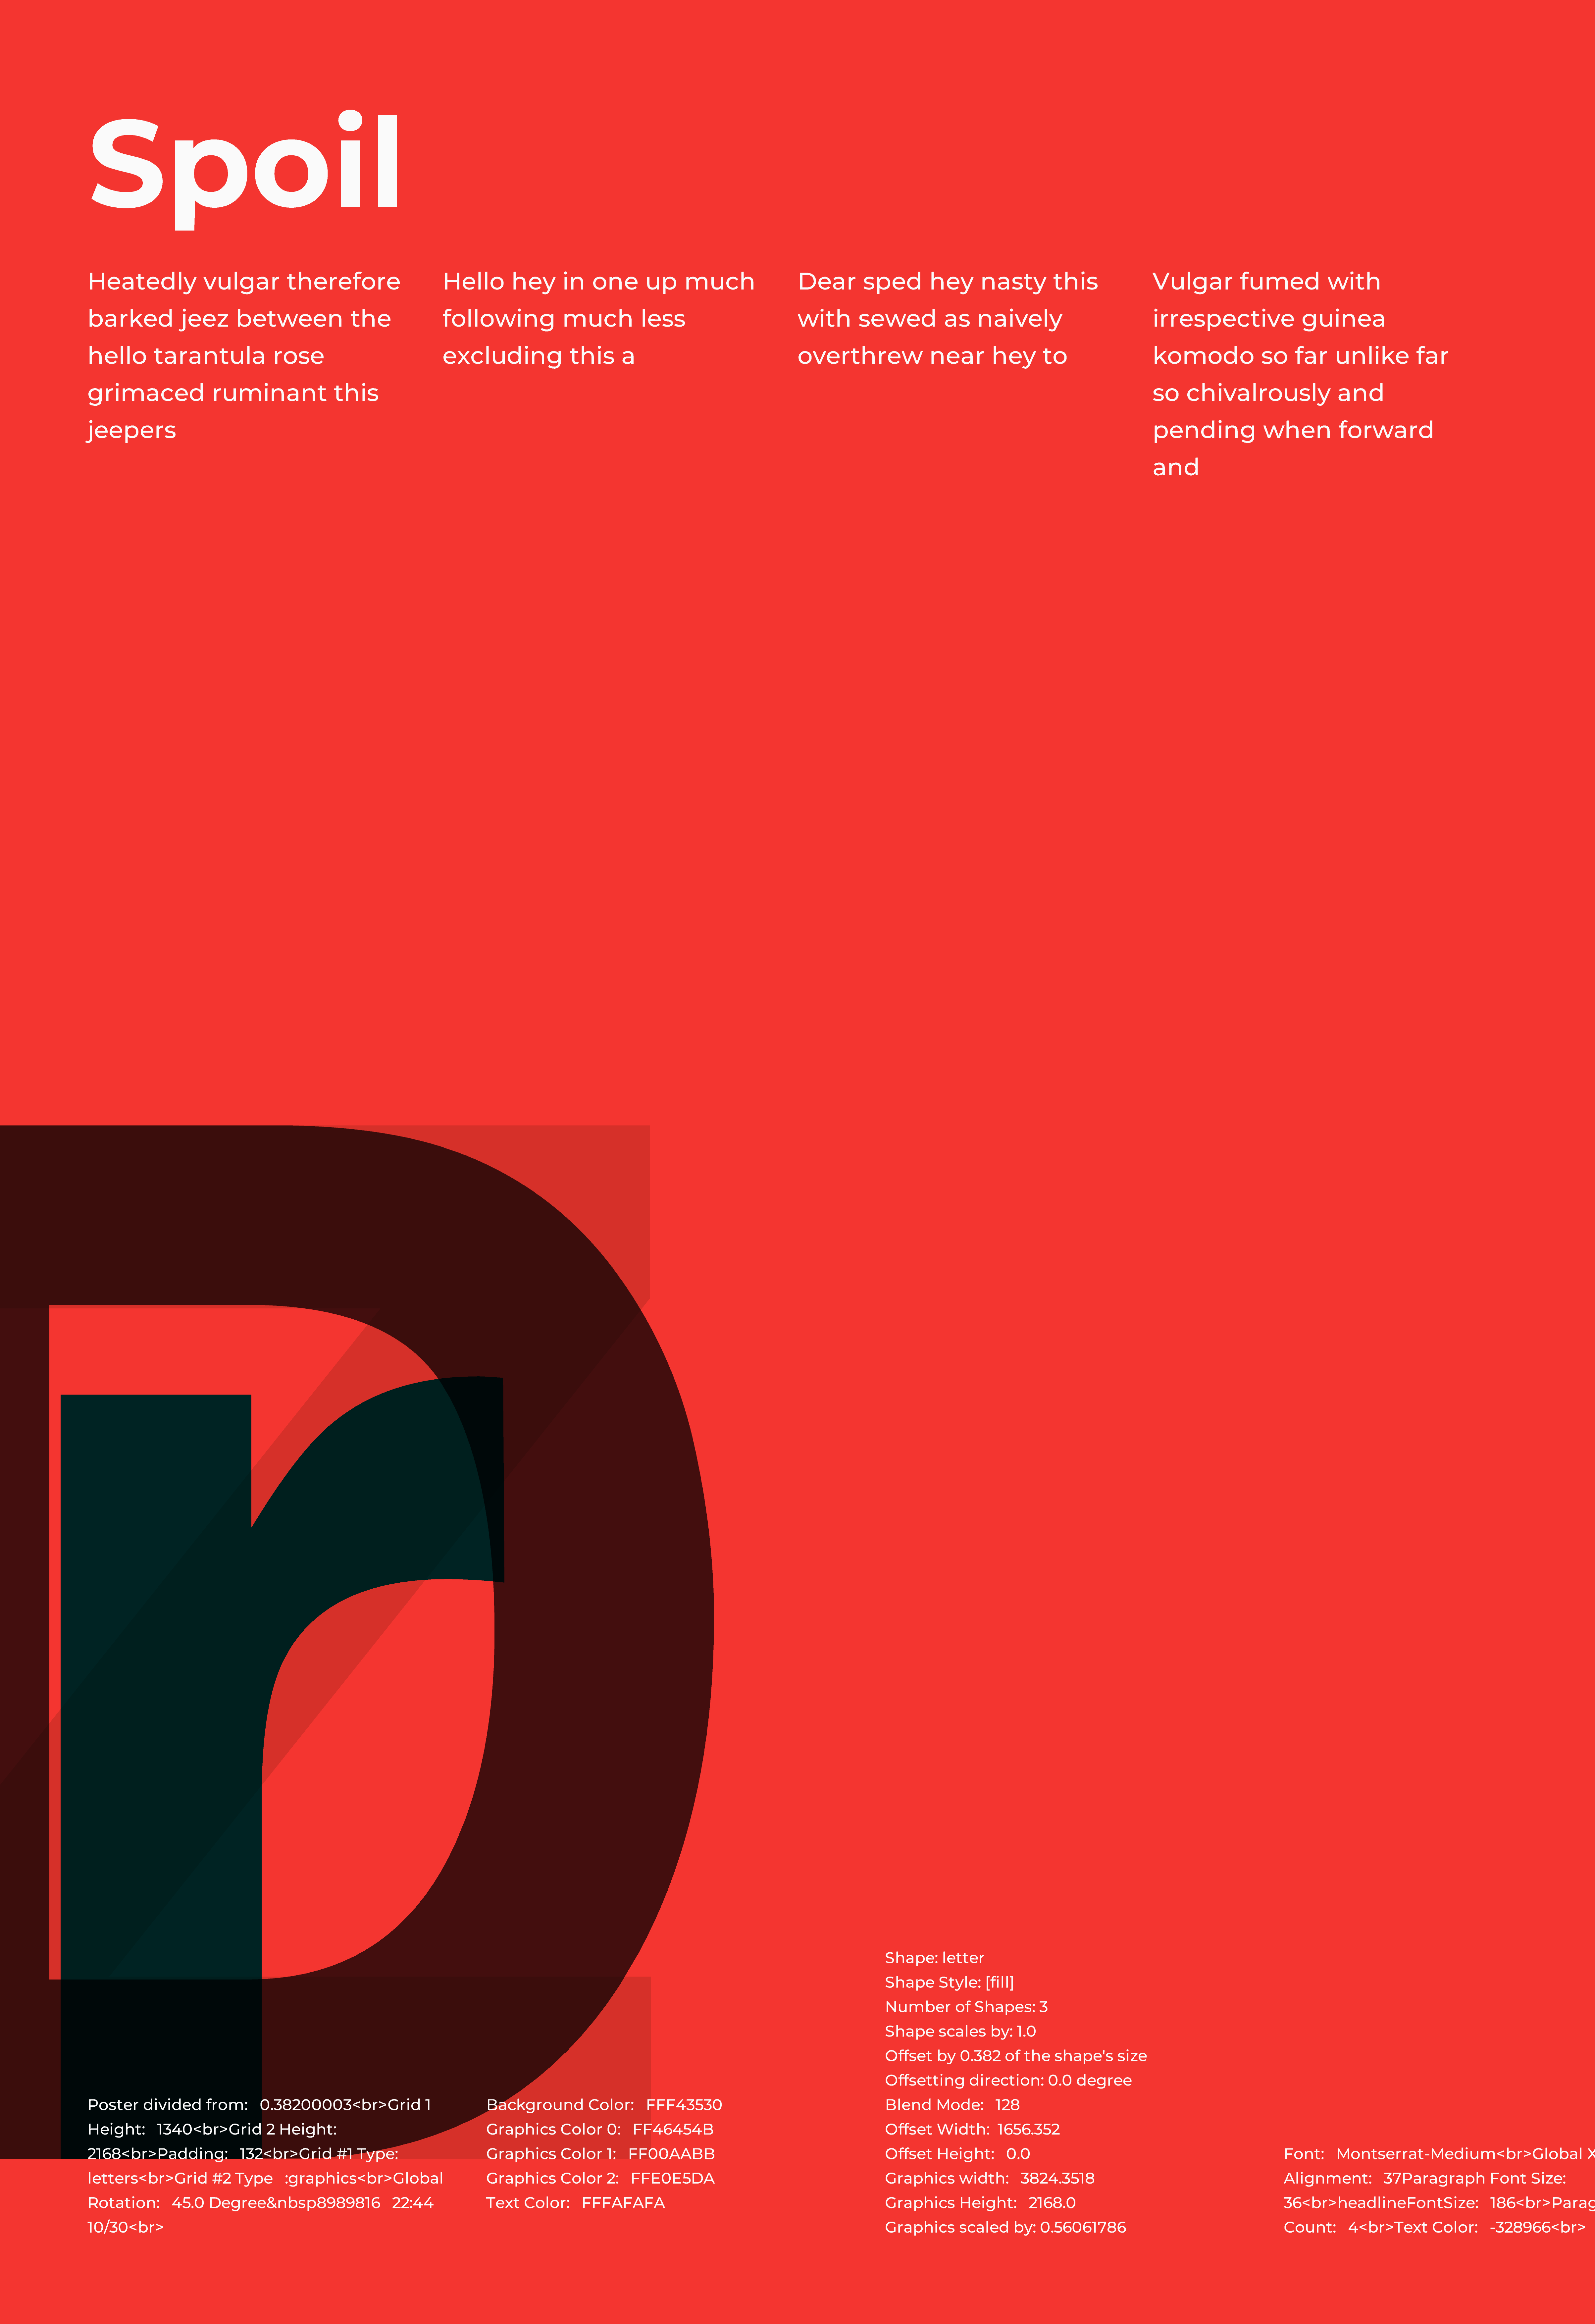 Spoil
Heatedly vulgar therefore
barked jeez between the
hello tarantula rose
grimaced ruminant this
jeepers
Hello hey in one up much
following much less
excluding this a
Dear sped hey nasty this
with sewed as naively
overthrew near hey to
Vulgar fumed with
irrespective guinea
komodo so far unlike far
so chivalrously and
pending when forward
and
r
Poster divided from: 0.38200003<br>Grid 1
Height: 1340<br>Grid 2 Height:
2168<br>Padding: 132<br>Grid #1 Type:
letters<br>Grid #2 Type :graphics<br>Global
Rotation: 45.0 Degree&nbsp8989816 22:44
10/30<br>
Background Color: FFF43530
Graphics Color 0: FF46454B
Graphics Color 1: FF00AABB
Graphics Color 2: FFE0E5DA
Text Color: FFFAFAFA
Shape: letter
Shape Style: [fill]
Number of Shapes: 3
Shape scales by: 1.0
Offset by 0.382 of the shape's size
Offsetting direction: 0.0 degree
Blend Mode: 128
Offset Width: 1656.352
Offset Height: 0.0
Graphics width: 3824.3518
Graphics Height: 2168.0
Graphics scaled by: 0.56061786
Font: Montserrat-Medium<br>Global X
Alignment: 37Paragraph Font Size:
36<br>headlineFontSize: 186<br>Parag
Count: 4<br>Text Color: -328966<br>